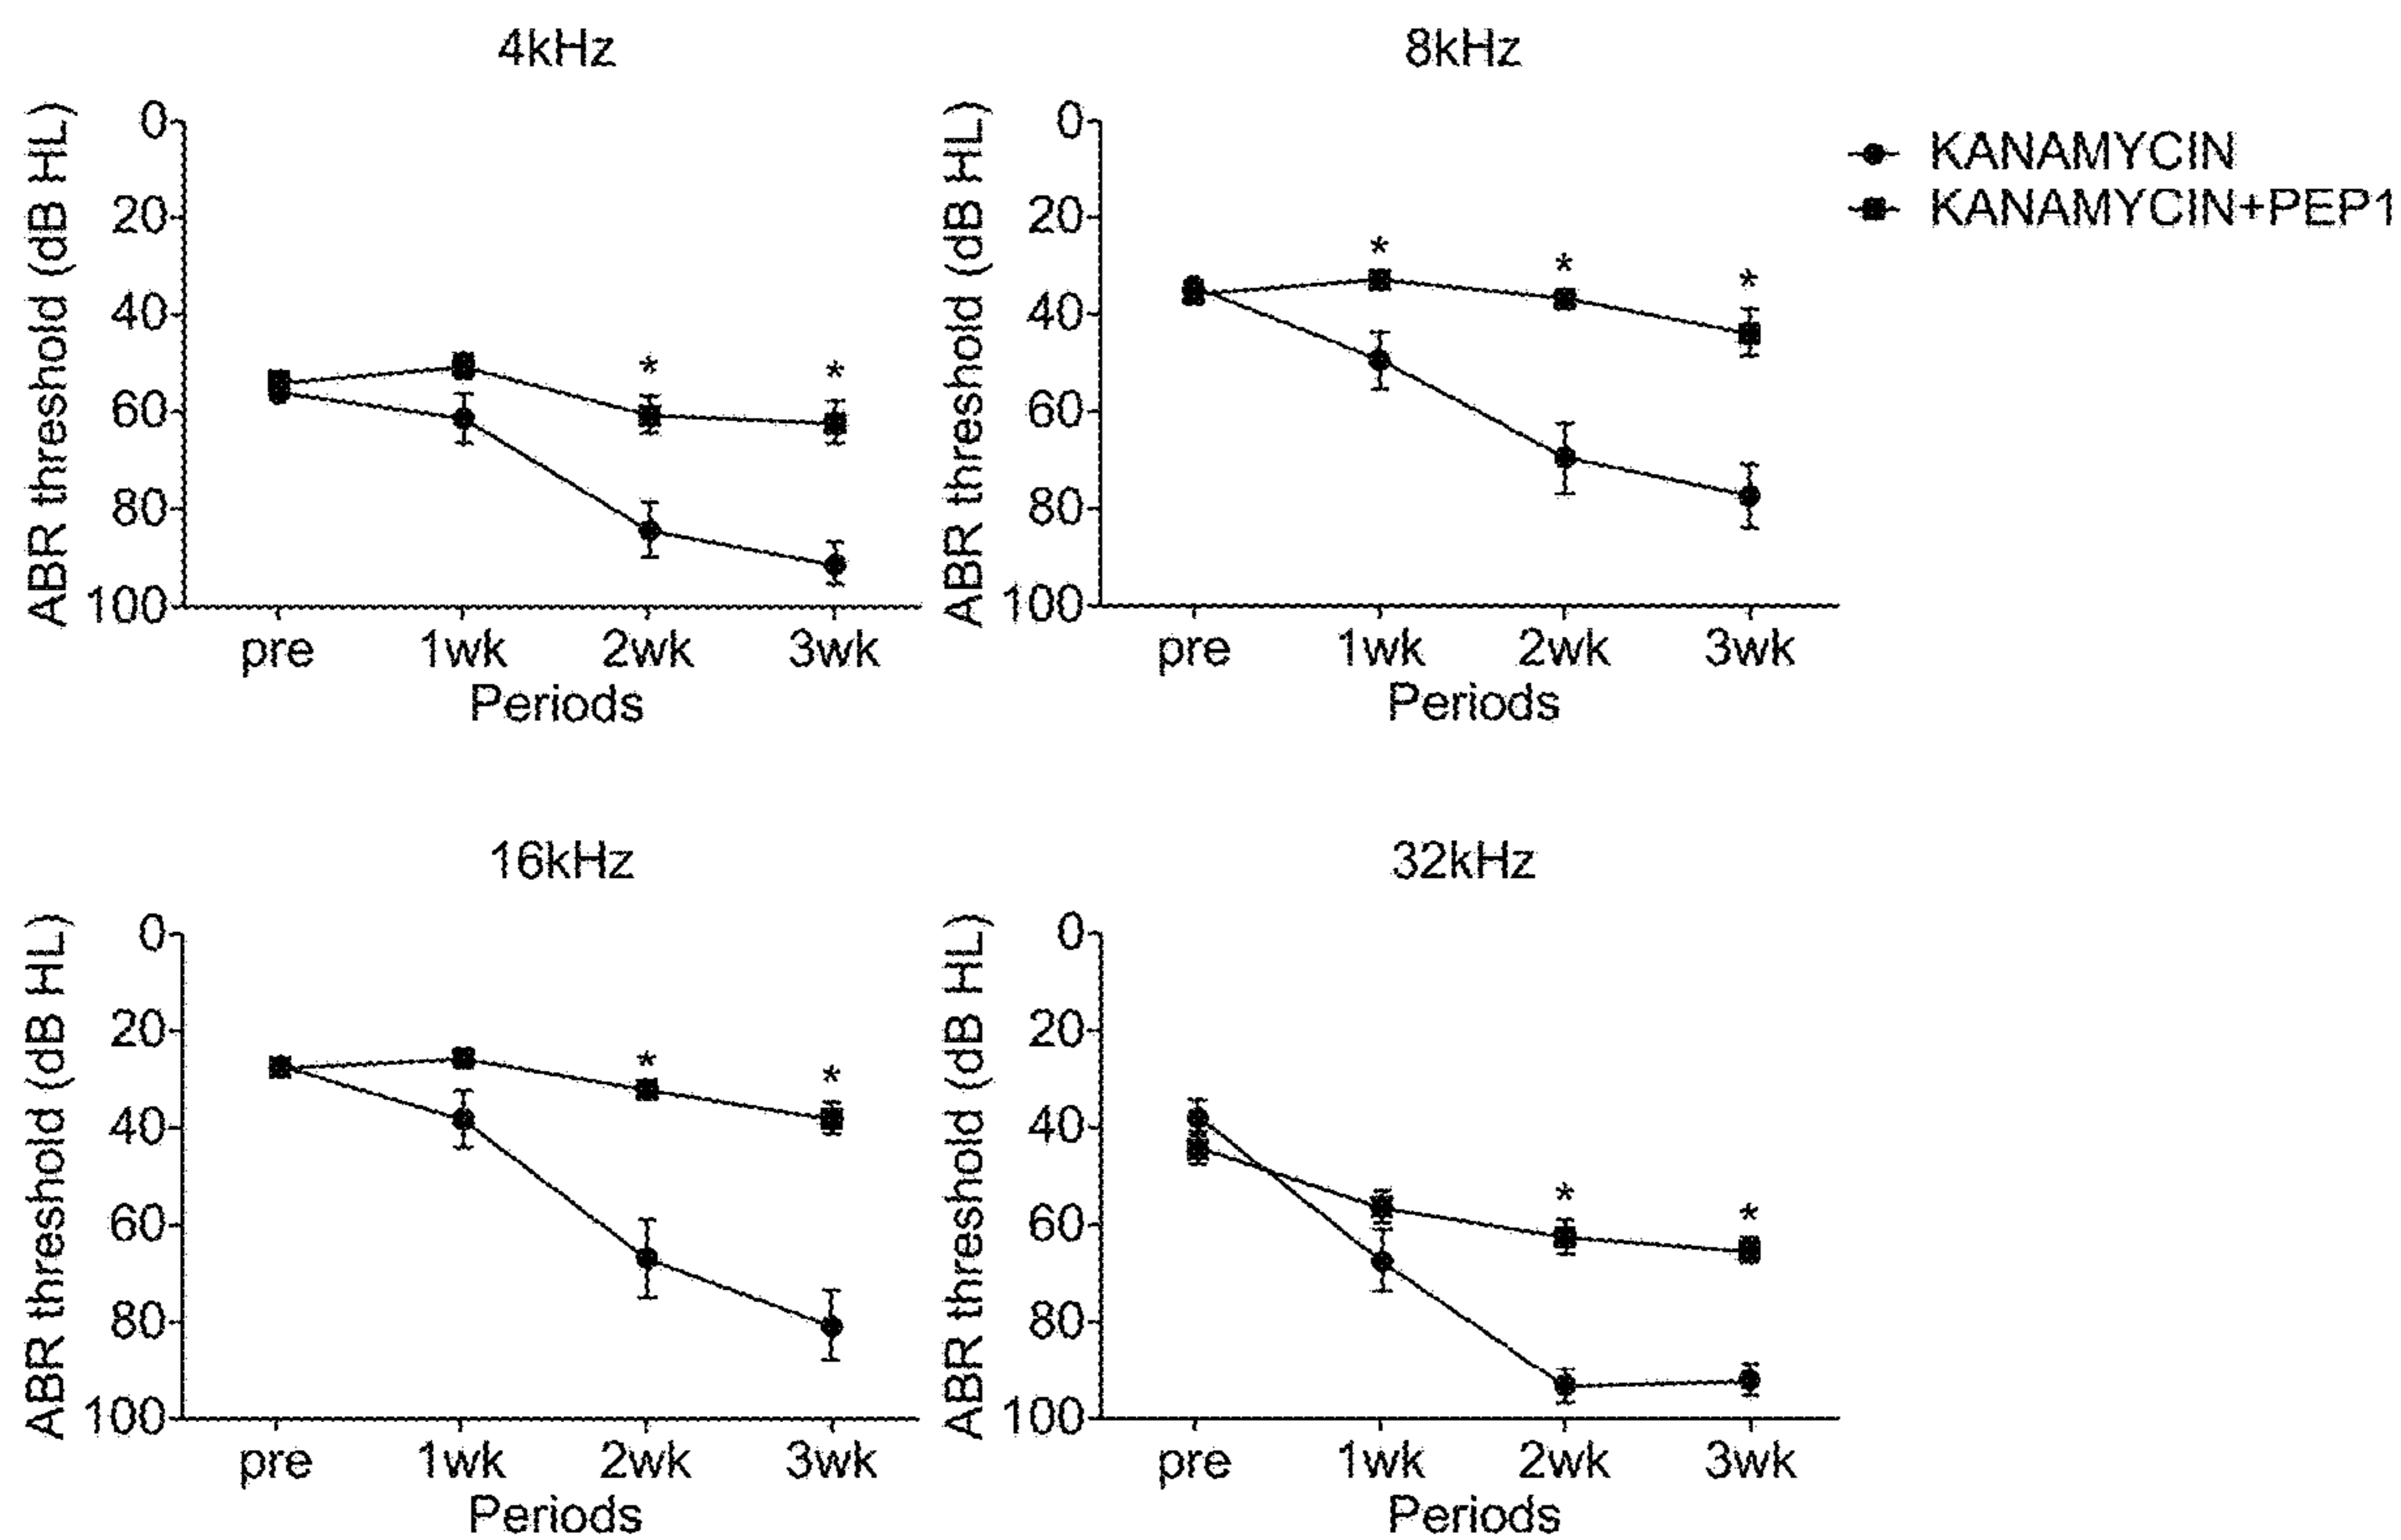 4kHz
ABR threshold (dB HL)
0
20
40
60
80
100
*
*
pre 1wk 2wk 3wk
Periods
8kHz
ABR threshold (dB HL)
0
20
40
60
80
100
*
*
*
pre 1wk 2wk 3wk
Periods
KANAMYCIN
KANAMYCIN+PEP1
16kHz
ABR threshold (dB HL)
0
20
40
60
80
100
*
*
pre 1wk 2wk 3wk
Periods
32kHz
ABR threshold (dB HL)
0
20
40
60
80
100
*
*
pre 1wk 2wk 3wk
Periods